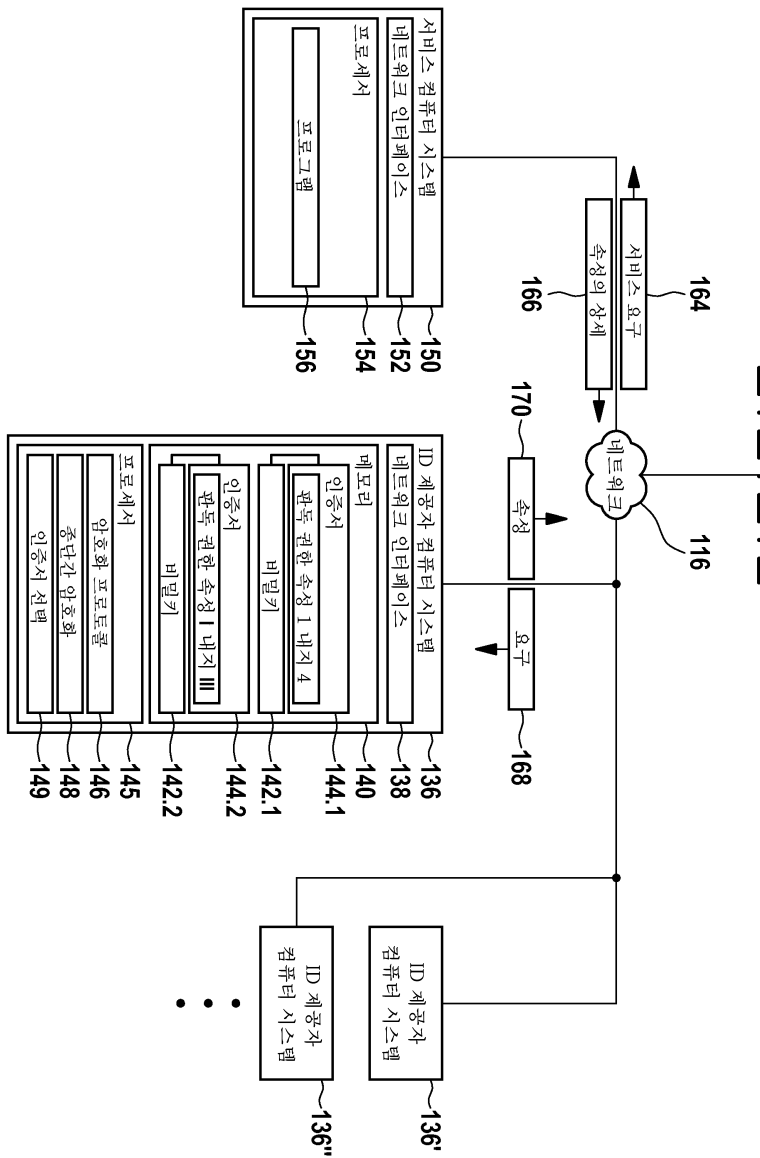 서비스 컴퓨터 시스템
네트워크 인터페이스
프로세서
프로그램
150
152
154
156
서비스 요구
164
속성의 상세
166
네트워크
116
속성
170
요구
168
ID 제공자 컴퓨터 시스템
네트워크 인터페이스
메모리
인증서
판독 권한 속성 1 내지 4
비밀키
인증서
판독 권한 속성 I 내지 III
비밀키
프로세서
암호화 프로토콜
종단간 암호화
인증서 선택
136
138
140
144.1
142.1
144.2
142.2
145
146
148
149
ID 제공자
컴퓨터 시스템
136'
ID 제공자
컴퓨터 시스템
136"